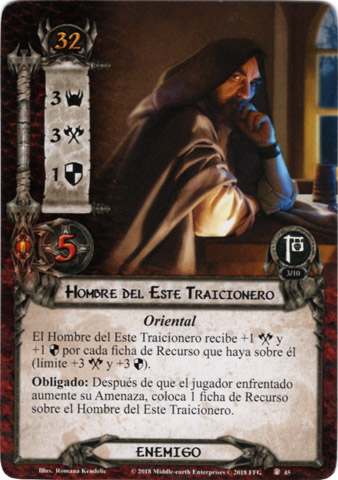 32
3
3
1
5
3/10
Hombre del Este Traicionero
Oriental
El Hombre del Este Traicionero recibe +1 y
+1 por cada ficha de Recurso que haya sobre él
(límite +3 y +3 ).
Obligado: Después de que el jugador enfrentado
aumente su Amenaza, coloca 1 ficha de Recurso
sobre el Hombre del Este Traicionero.
ENEMIGO
Illus. Romana Kendelic © 2018 Middle-earth Enterprises © 2018 FFG 45